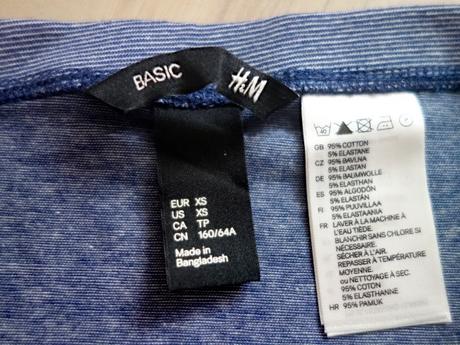 BASIC
H&M
EUR XS
US XS
CA TP
CN 160/64A
Made in
Bangladesh
GB 95% COTTON
5% ELASTANE
CZ 95% BAVLNA
5% ELASTAN
DE 95% BAUMWOLLE
5% ELASTHAN
ES 95% ALGODÓN
5% ELASTÁN
FI 95% PUUVILLAA
5% ELASTAANIA
FR LAVER À LA MACHINE À
L'EAU TIÈDE.
BLANCHIR SANS CHLORE SI
NÉCESSAIRE.
SÉCHER À L'AIR.
REPASSER À TEMPÉRATURE
MOYENNE.
ou NETTOYAGE À SEC.
95% COTON
5% ELASTHANNE
HR 95% PAMUK